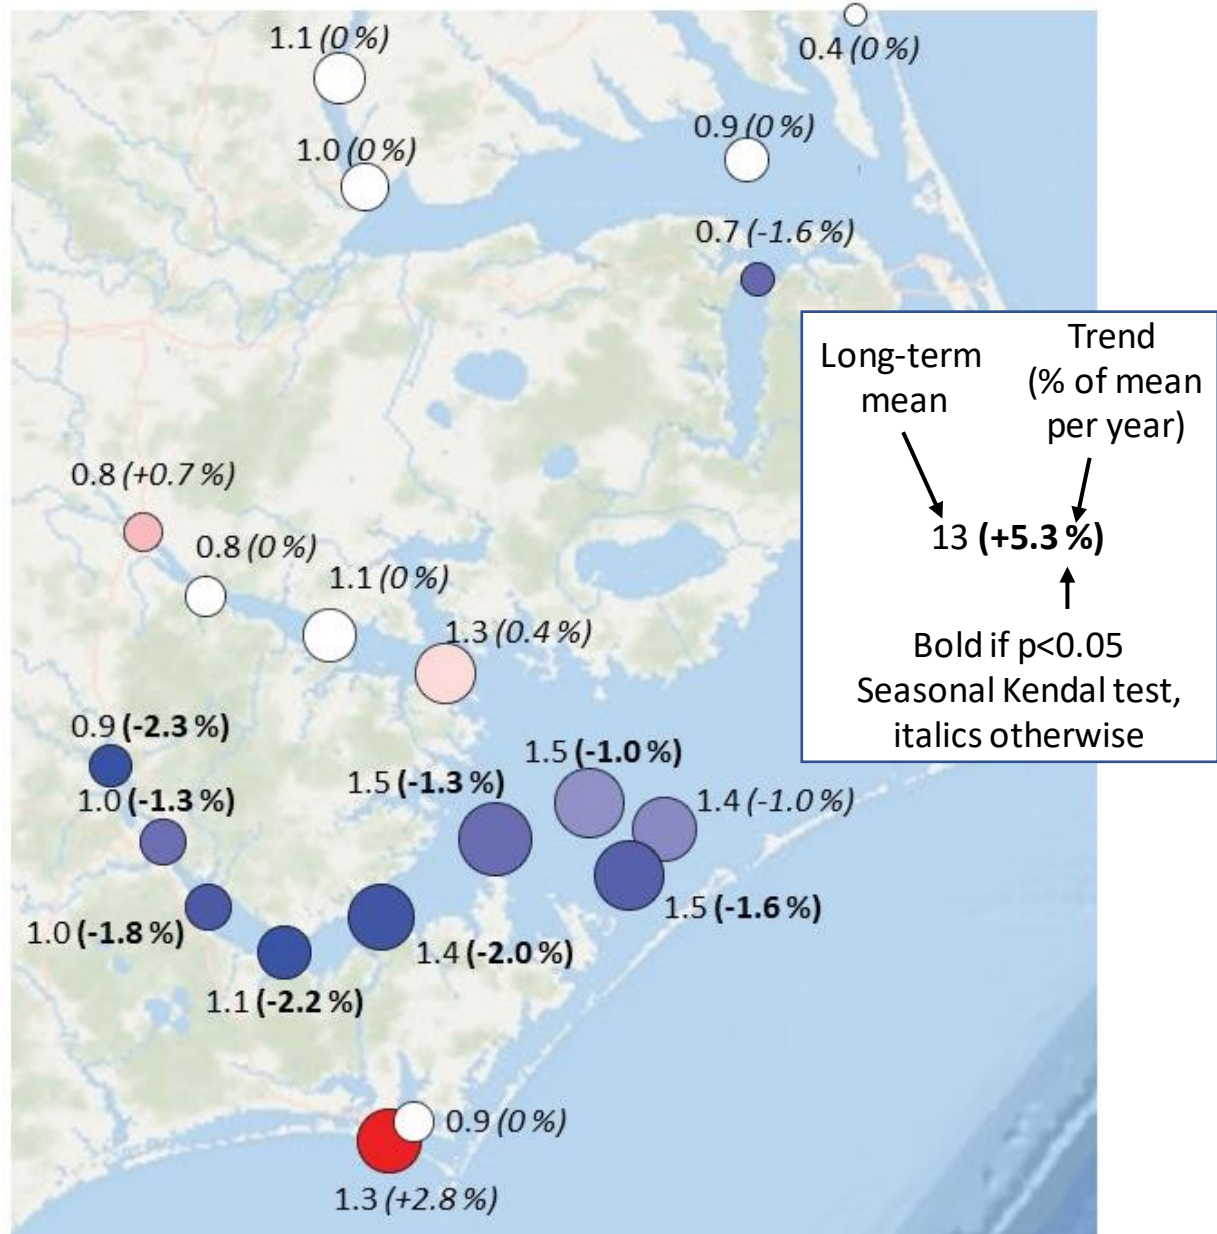 1.1 (0 %)
0.4 (0 %)
1.0 (0 %)
0.9 (0 %)
0.7 (-1.6 %)
Long-term
mean
Trend
(% of mean
per year)
13 (+5.3 %)
Bold if p<0.05
Seasonal Kendal test,
italics otherwise
0.8 (+0.7 %)
0.8 (0 %)
1.1 (0 %)
1.3 (0.4 %)
0.9 (-2.3 %)
1.0 (-1.3 %)
1.5 (-1.3 %)
1.5 (-1.0 %)
1.4 (-1.0 %)
1.5 (-1.6 %)
1.0 (-1.8 %)
1.4 (-2.0 %)
1.1 (-2.2 %)
0.9 (0 %)
1.3 (+2.8 %)